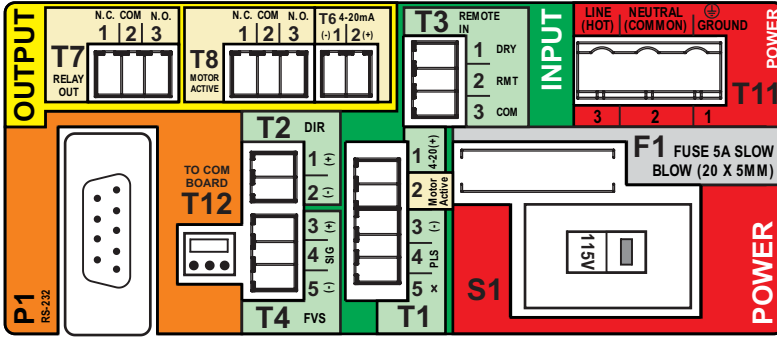 OUTPUT
N.C. COM N.O.
1 2 3
T7
RELAY
OUT
N.C. COM N.O.
1 2 3
T8
MOTOR
ACTIVE
T6 4-20mA
(-) 1 2 (+)
T3 REMOTE
IN
1 DRY
2 RMT
3 COM
INPUT
LINE
(HOT)
NEUTRAL
(COMMON)
GROUND
POWER
T11
3 2 1
P1
RS-232
TO COM
BOARD
T12
T2 DIR
1 (+)
2 (-)
3 (+)
4 SIG
5 (-)
T4 FVS
1 4-20(+)
2 Motor
Active
3 (-)
4 PLS
5 x
T1
F1 FUSE 5A SLOW
BLOW (20 X 5MM)
115V
S1
POWER